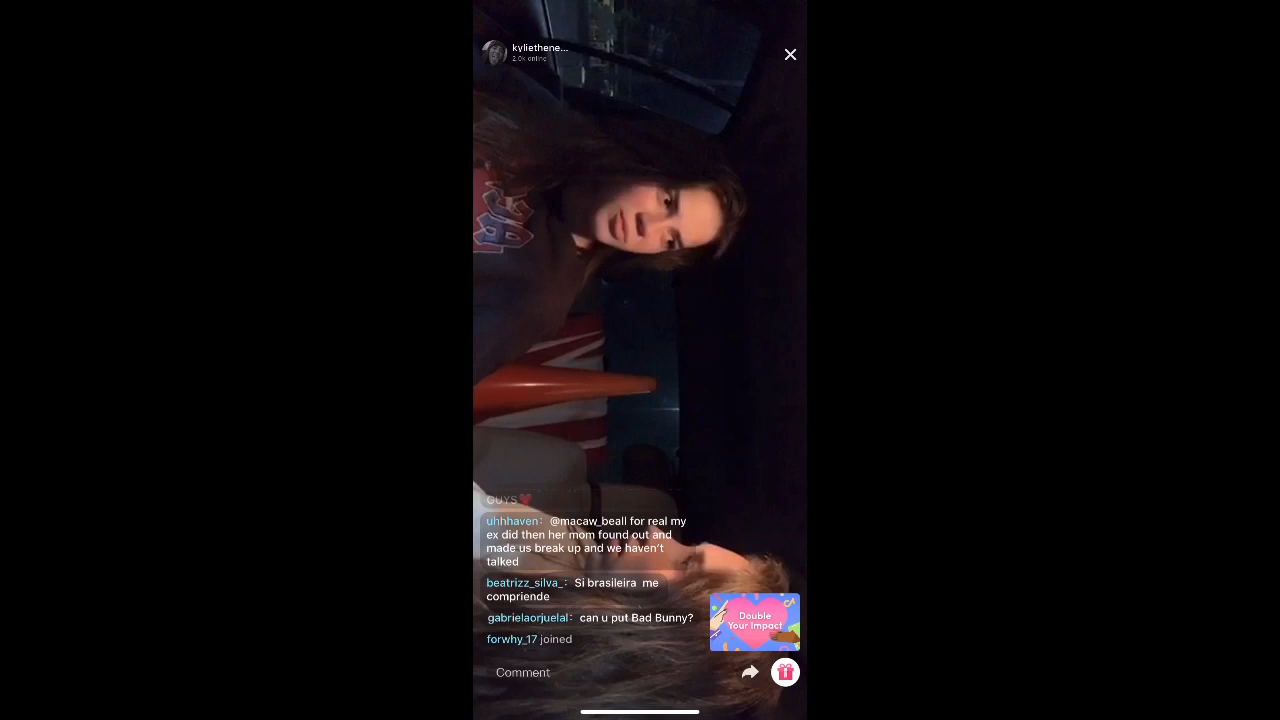 kyliethene...
2.0k online
GUYS❤️
uhhhaven: @macaw_beall for real my
ex did then her mom found out and
made us break up and we haven't
talked
beatrizz_silva_: Si brasileira me
compriende
gabrielaorjuelal: can u put Bad Bunny?
forwhy_17 joined
Double
Your Impact
Comment